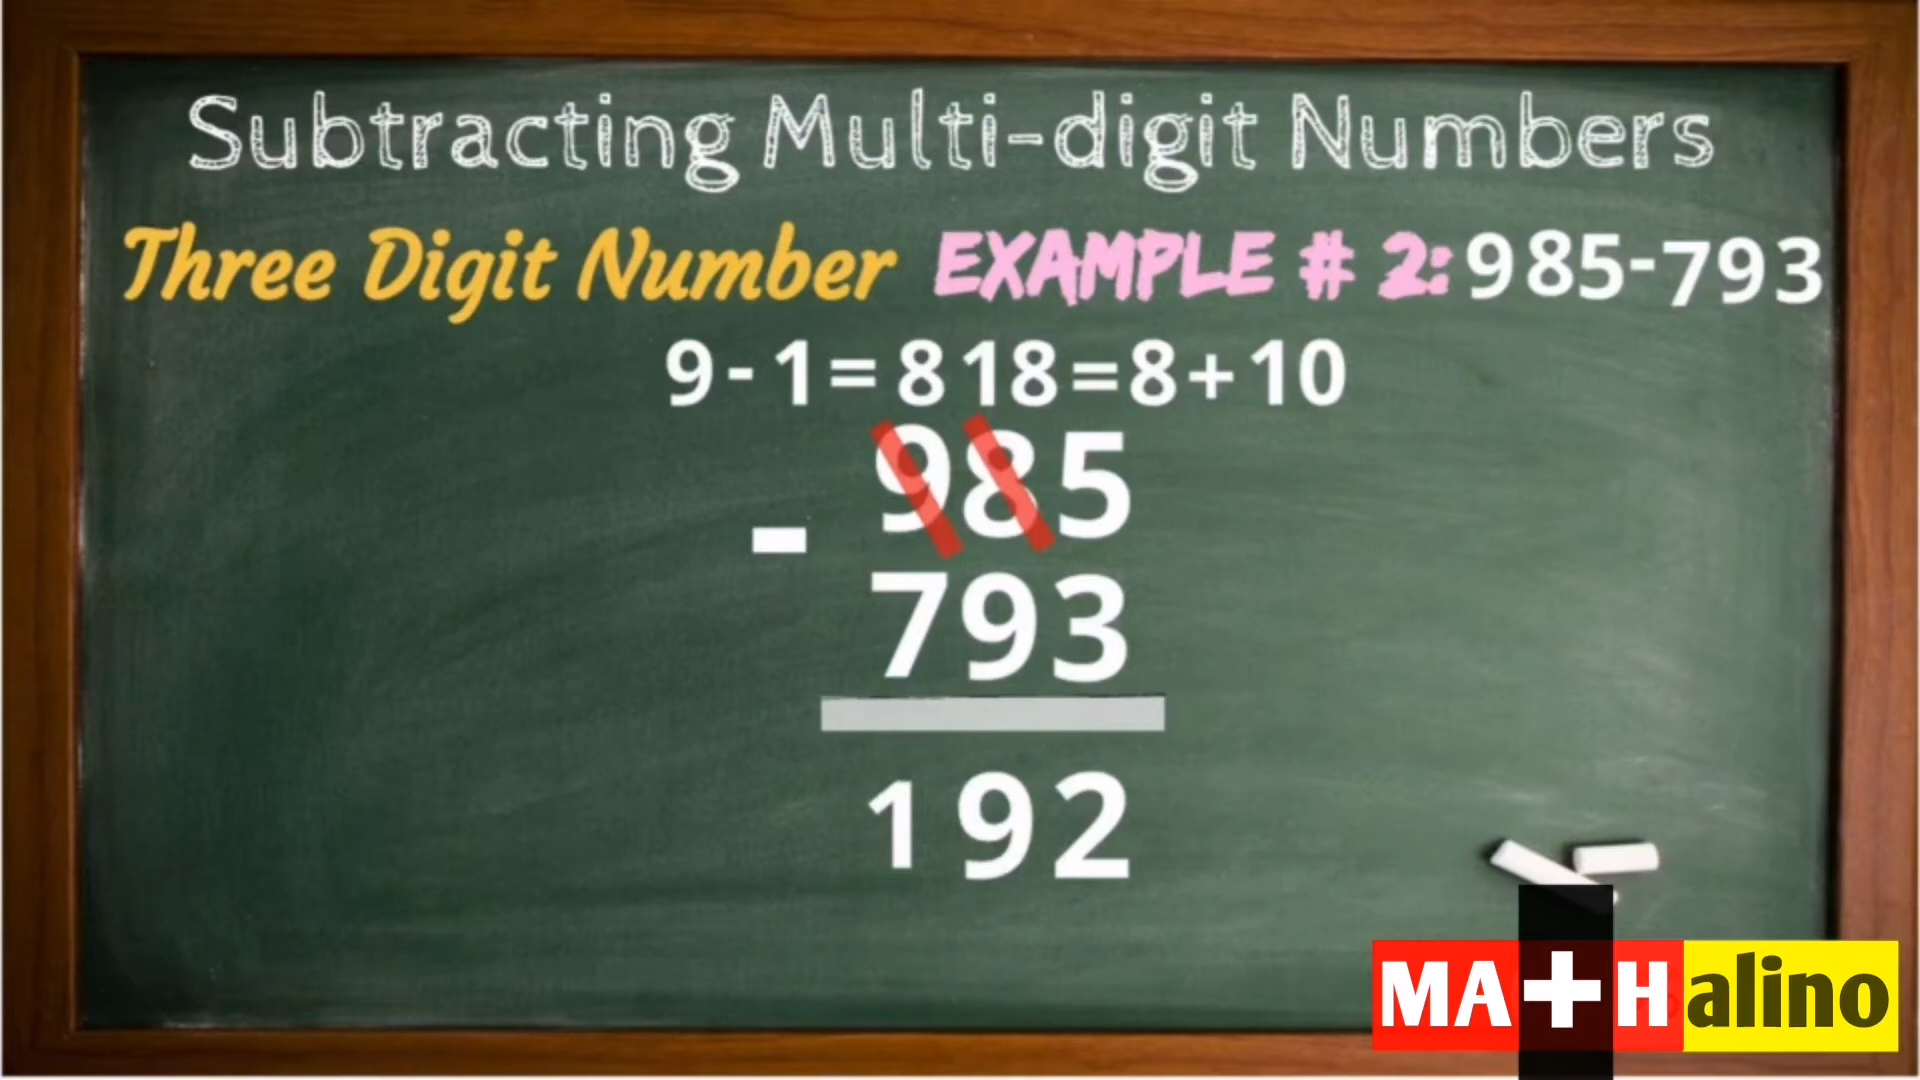 Subtracting Multi-digit Numbers
Three Digit Number EXAMPLE # 2: 985-793
9-1=8 18=8+10
985
-
793
192
MA+Halino